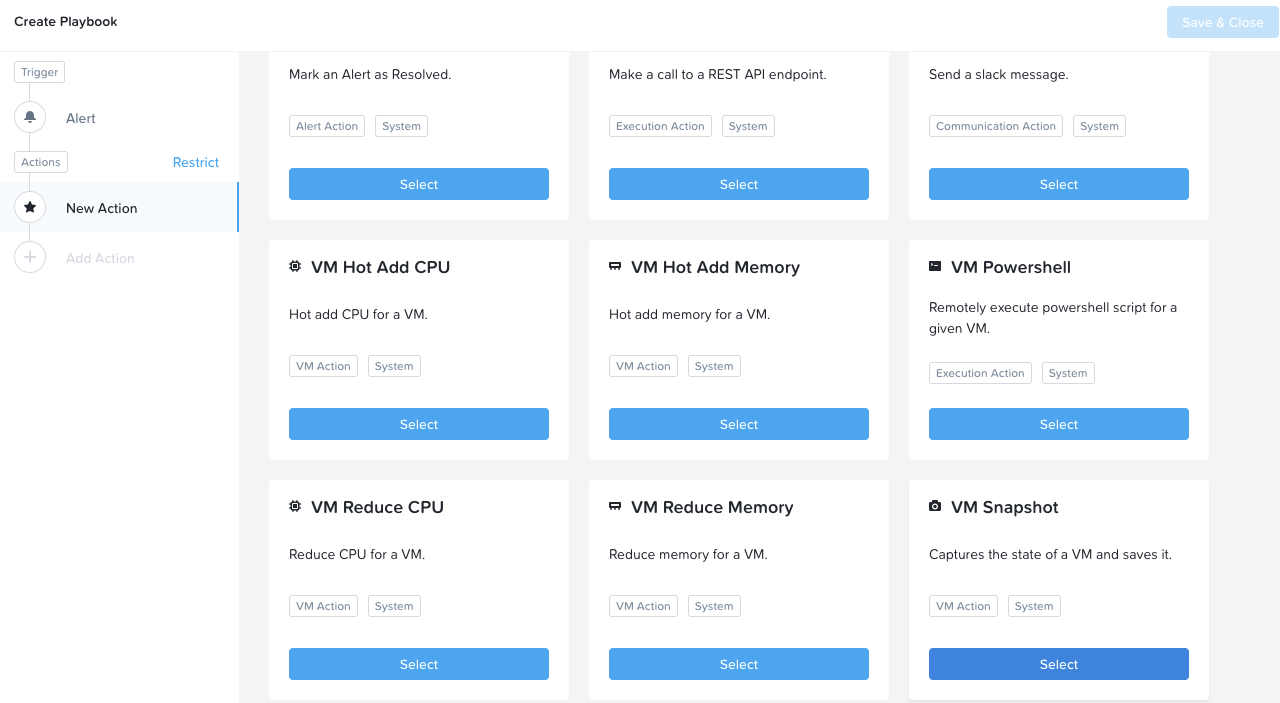 Create Playbook
Save & Close
Trigger
Alert
Actions
Restrict
New Action
Add Action
Mark an Alert as Resolved.
Alert Action
System
Select
Make a call to a REST API endpoint.
Execution Action
System
Select
Send a slack message.
Communication Action
System
Select
VM Hot Add CPU
Hot add CPU for a VM.
VM Action
System
Select
VM Hot Add Memory
Hot add memory for a VM.
VM Action
System
Select
VM Powershell
Remotely execute powershell script for a
given VM.
Execution Action
System
Select
VM Reduce CPU
Reduce CPU for a VM.
VM Action
System
Select
VM Reduce Memory
Reduce memory for a VM.
VM Action
System
Select
VM Snapshot
Captures the state of a VM and saves it.
VM Action
System
Select